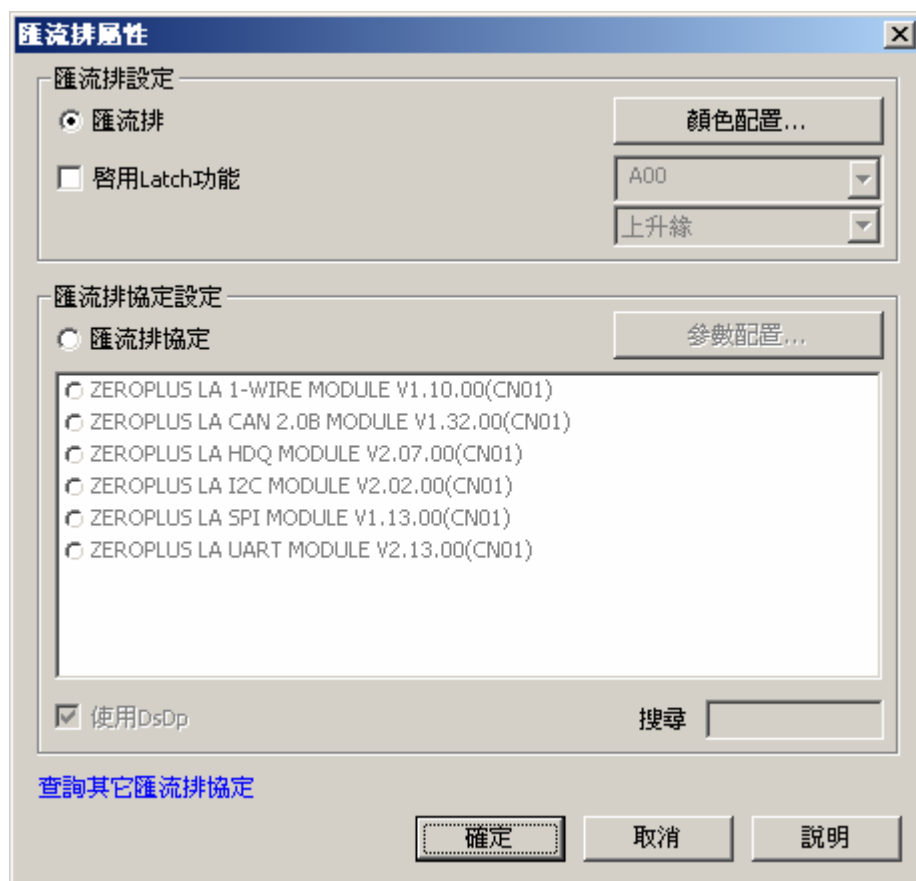 匯流排屬性
匯流排設定
匯流排
顏色配置...
啓用Latch功能
A00
上升緣
匯流排協定設定
匯流排協定
參數配置...
ZEROPLUS LA 1-WIRE MODULE V1.10.00(CN01)
ZEROPLUS LA CAN 2.0B MODULE V1.32.00(CN01)
ZEROPLUS LA HDQ MODULE V2.07.00(CN01)
ZEROPLUS LA I2C MODULE V2.02.00(CN01)
ZEROPLUS LA SPI MODULE V1.13.00(CN01)
ZEROPLUS LA UART MODULE V2.13.00(CN01)
使用DsDp
搜尋
查詢其它匯流排協定
確定
取消
說明